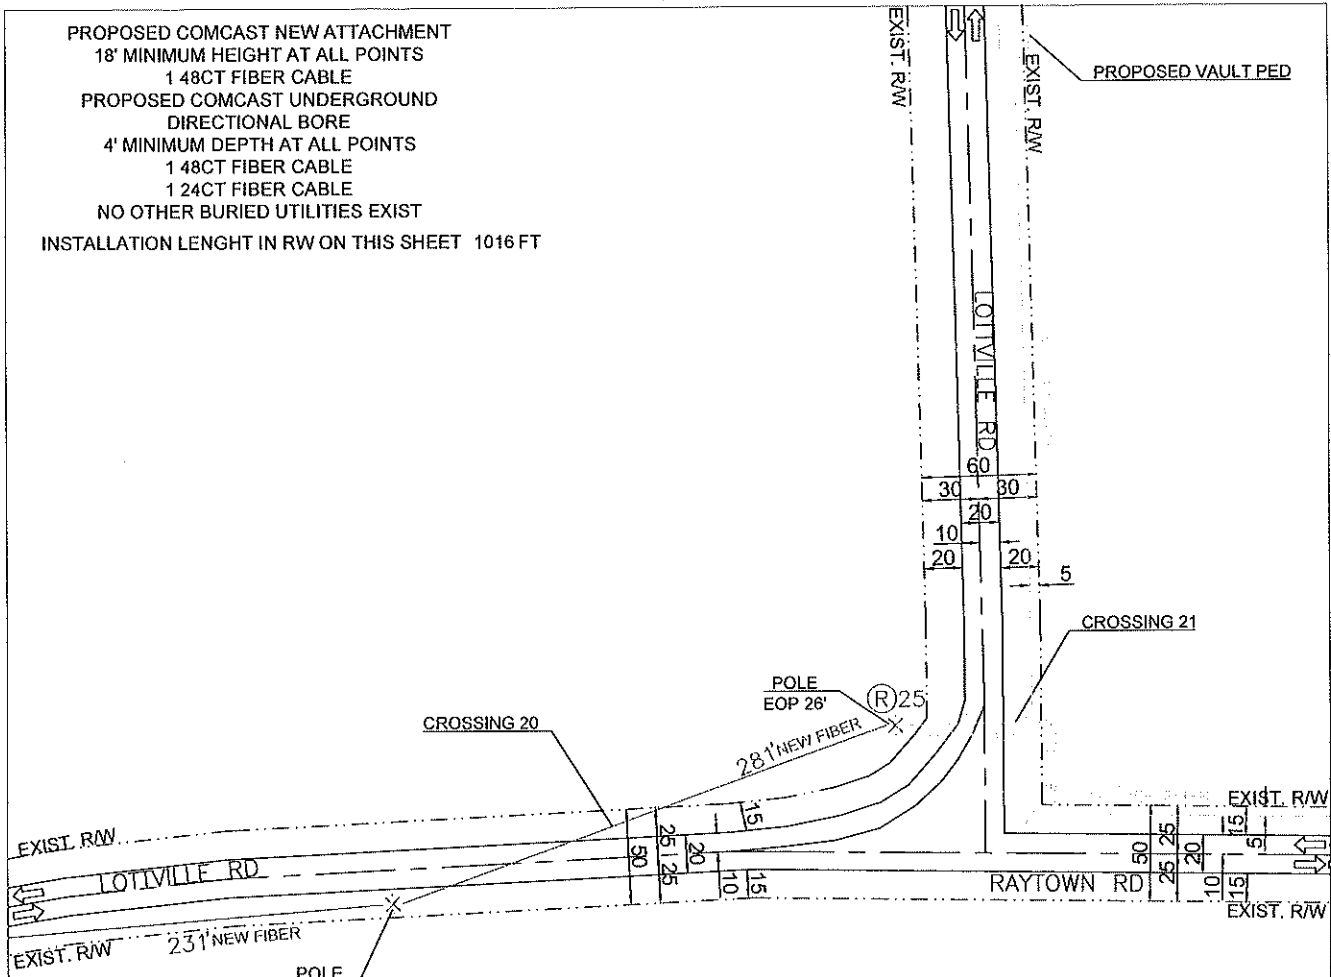 PROPOSED COMCAST NEW ATTACHMENT
18' MINIMUM HEIGHT AT ALL POINTS
1 48CT FIBER CABLE
PROPOSED COMCAST UNDERGROUND
DIRECTIONAL BORE
4' MINIMUM DEPTH AT ALL POINTS
1 48CT FIBER CABLE
1 24CT FIBER CABLE
NO OTHER BURIED UTILITIES EXIST
INSTALLATION LENGHT IN RW ON THIS SHEET 1016 FT
EXIST. R/W
EXIST. R/W
PROPOSED VAULT PED
LOTIVILLE RD
60
30
30
20
10
20
20
5
CROSSING 21
POLE
EOP 26'
R 25
CROSSING 20
281' NEW FIBER
EXIST. R/W
LOTIVILLE RD
15
25
50
20
25
10
15
EXIST. R/W
231' NEW FIBER
POLE
RAYTOWN RD
25
15
5
50
20
25
10
15
EXIST. R/W
EXIST. R/W